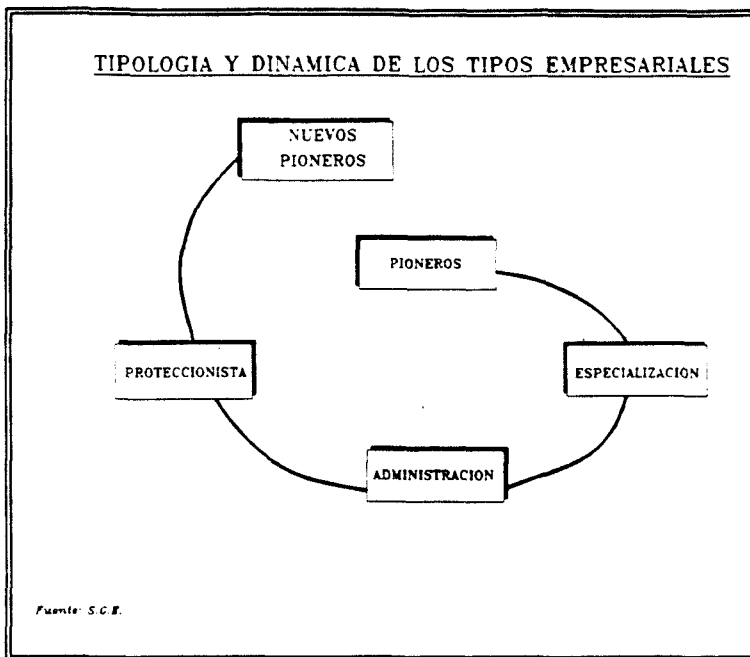 TIPOLOGIA Y DINAMICA DE LOS TIPOS EMPRESARIALES
NUEVOS
PIONEROS
PIONEROS
PROTECCIONISTA
ESPECIALIZACION
ADMINISTRACION
Fuente: S.G.E.